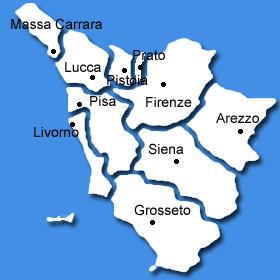 Massa Carrara
Prato
Lucca
Pistoia
Pisa
Firenze
Arezzo
Livorno
Siena
Grosseto